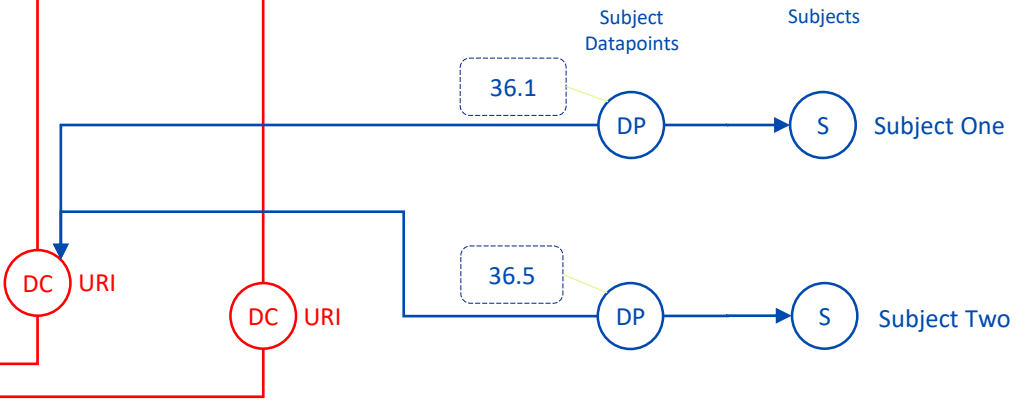 Subject
Datapoints
Subjects
36.1
DP
S
Subject One
DC
URI
36.5
DC
URI
DP
S
Subject Two